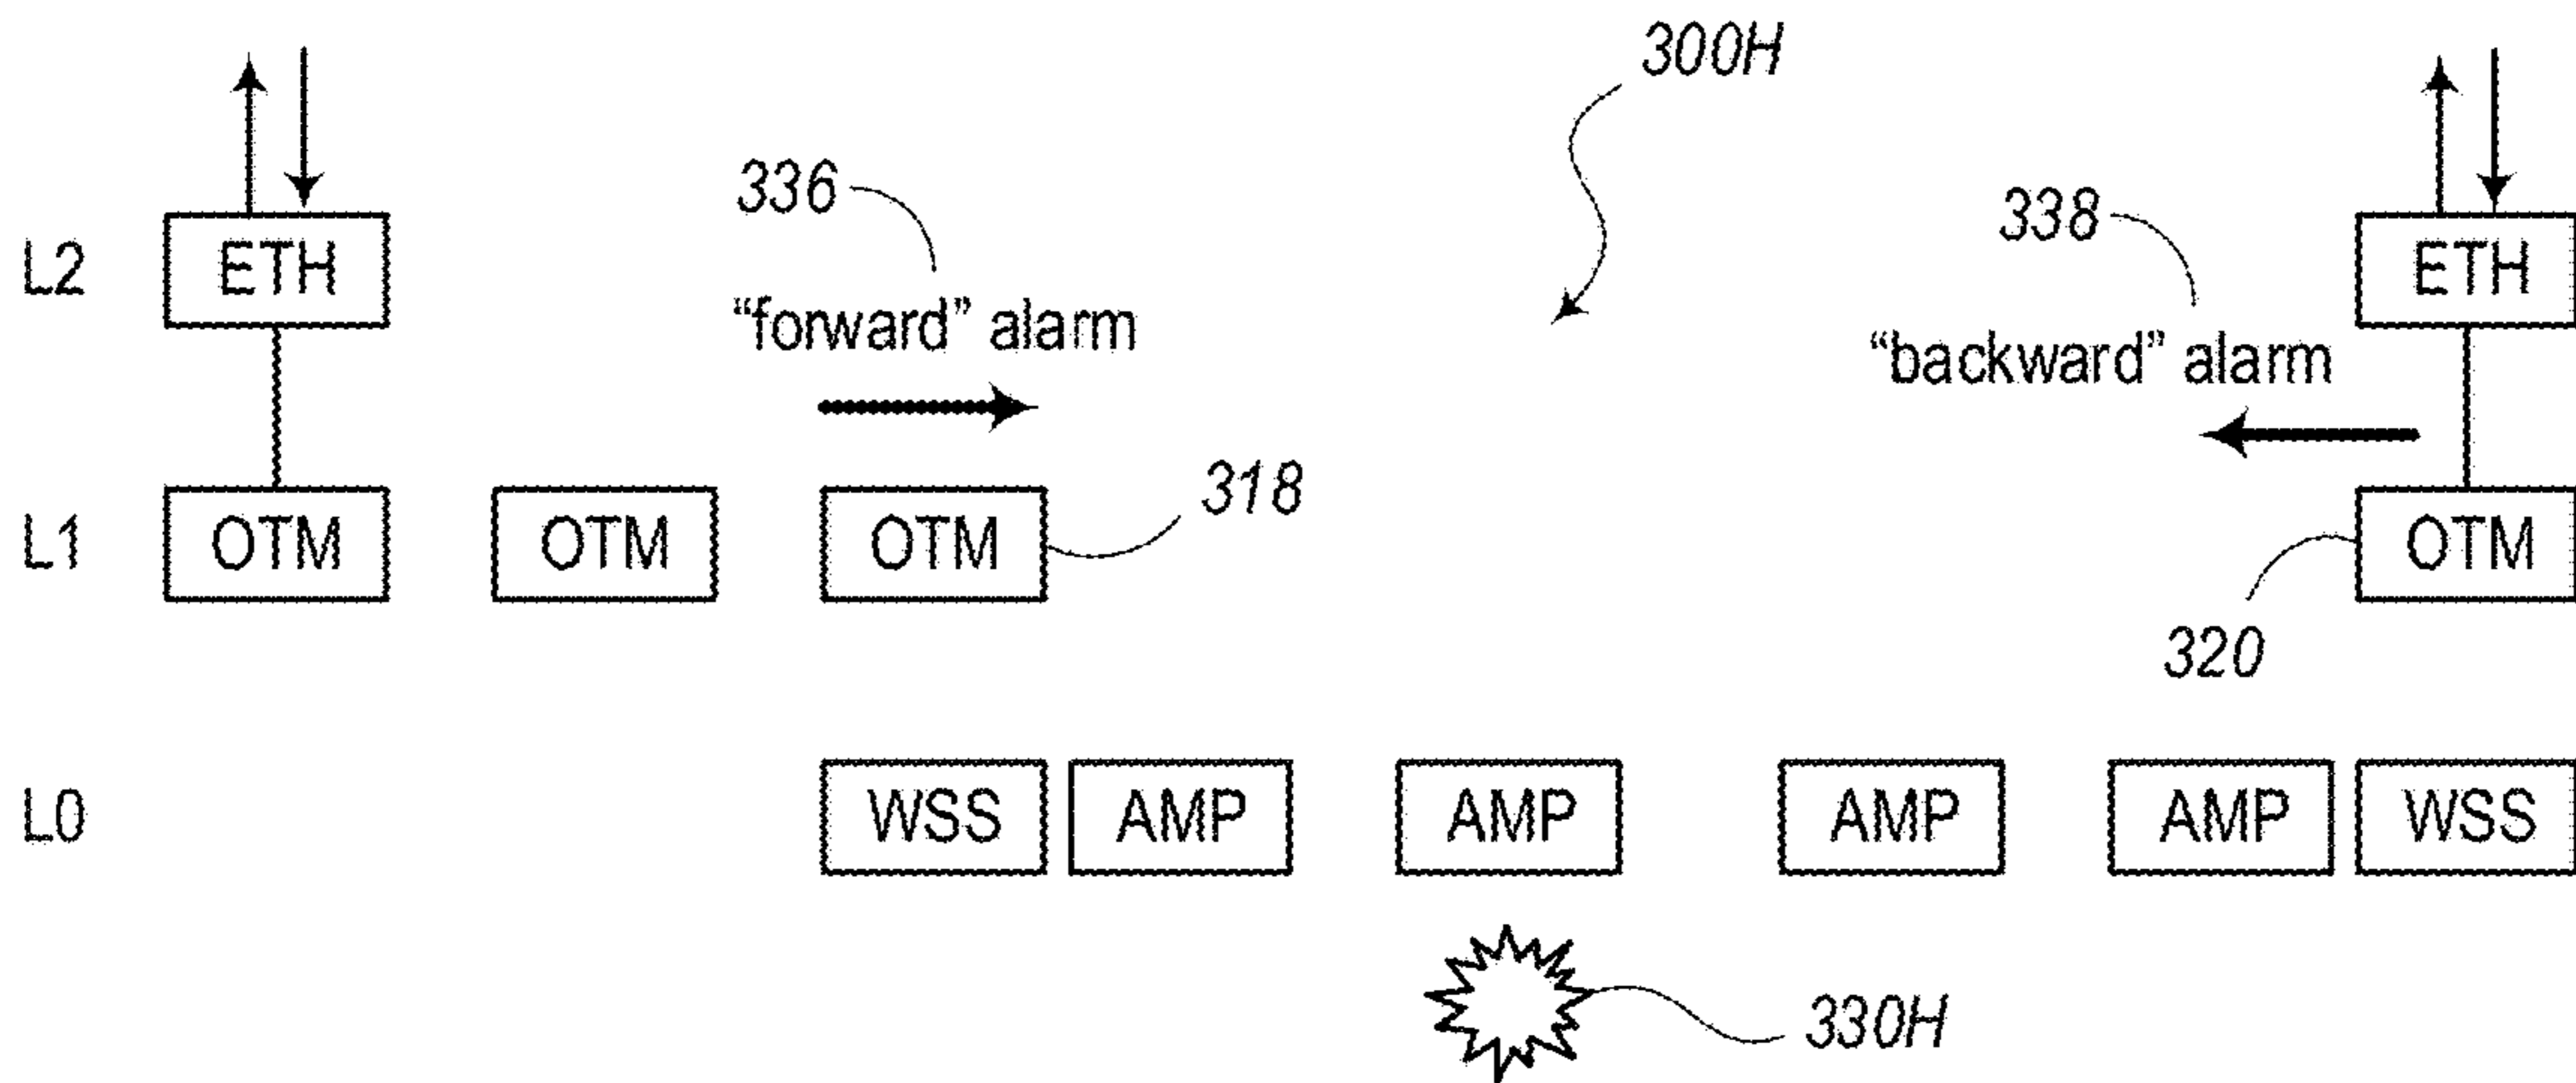 300H
336
338
L2 ETH ETH
“forward” alarm
“backward” alarm
318
L1 OTM OTM OTM OTM
320
L0 WSS AMP AMP AMP AMP WSS
330H